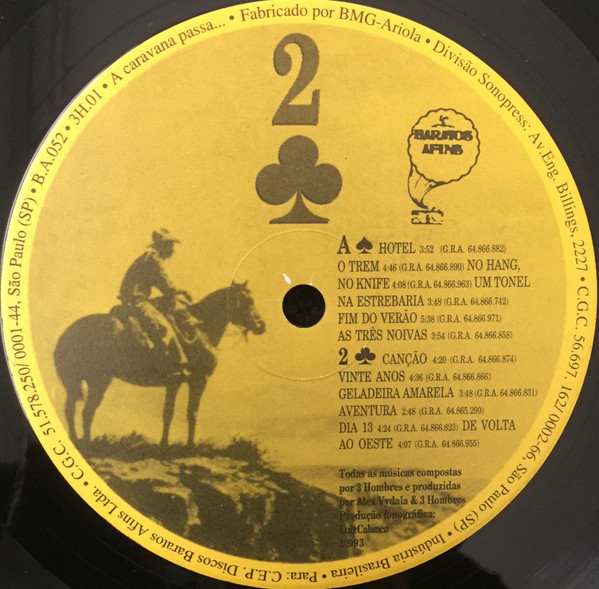 2
BARATOS
AFINS
A HOTEL 3:52 (G.R.A. 64.866.882)
O TREM 4:46 (G.R.A. 64.866.890) NO HANG,
NO KNIFE 4:08 (G.R.A. 64.866.963) UM TONEL
NA ESTREBARIA 3:48 (G.R.A. 64.866.742)
FIM DO VERÃO 5:38 (G.R.A. 64.866.971)
AS TRÊS NOIVAS 3:54 (G.R.A. 64.866.858)
2 CANÇÃO 4:20 (G.R.A. 64.866.874)
VINTE ANOS 4:36 (G.R.A. 64.866.866)
GELADEIRA AMARELA 3:48 (G.R.A. 64.866.831)
AVENTURA 2:48 (G.R.A. 64.865.290)
DIA 13 4:24 (G.R.A. 64.866.823) DE VOLTA
AO OESTE 4:07 (G.R.A. 64.866.955)
Todas as músicas compostas
por 3 Hombres e produzidas
por Alex Vydala & 3 Hombres
Produção fonográfica:
Luiz Calanca
1.993
B.A.052 • 3H.01 • A caravana passa... • Fabricado por BMG-Ariola • Divisão Sonopress: Av.Eng. Billings, 2227 • C.G.C. 56.697.162/ 0002-66, São Paulo (SP) • Indústria Brasileira • Para: C.E.P. Discos Baratos Afins Ltda. • C.G.C. 51.578.250/ 0001-44, São Paulo (SP) •